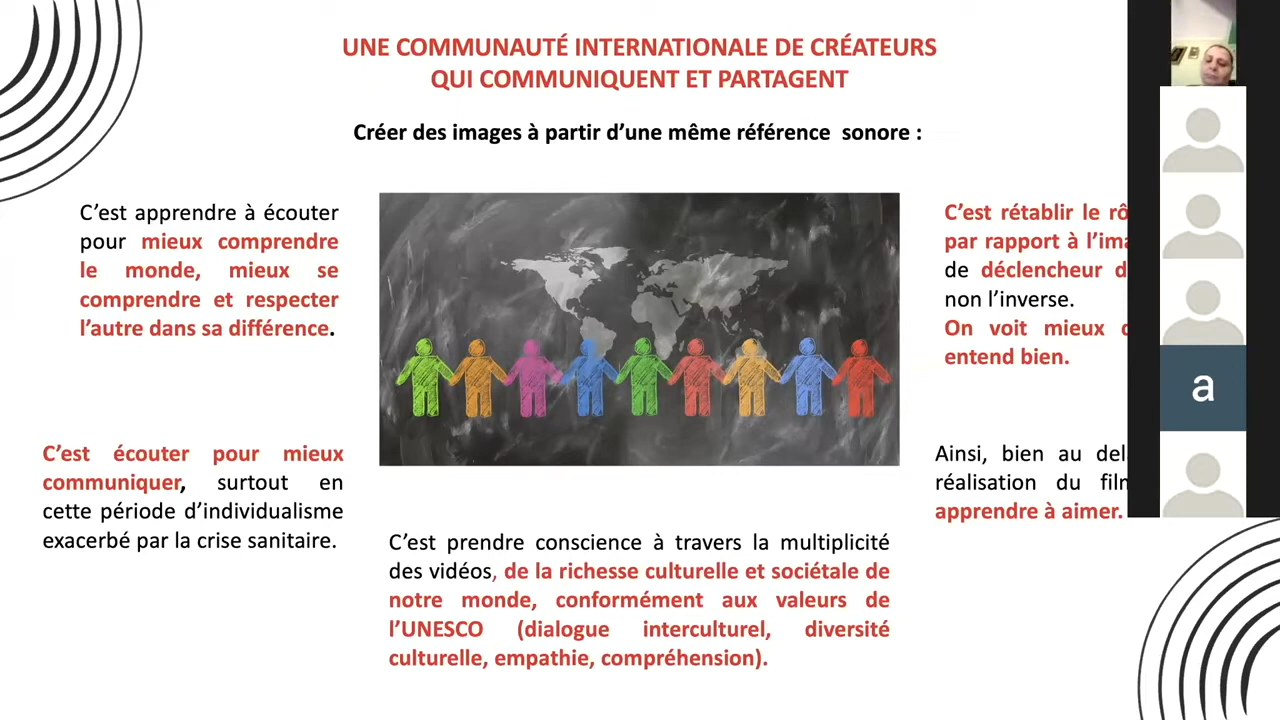 UNE COMMUNAUTÉ INTERNATIONALE DE CRÉATEURS
QUI COMMUNIQUENT ET PARTAGENT
Créer des images à partir d’une même référence sonore :
C’est apprendre à écouter
pour mieux comprendre
le monde, mieux se
comprendre et respecter
l’autre dans sa différence.
C’est écouter pour mieux
communiquer, surtout en
cette période d’individualisme
exacerbé par la crise sanitaire.
C’est prendre conscience à travers la multiplicité
des vidéos, de la richesse culturelle et sociétale de
notre monde, conformément aux valeurs de
l’UNESCO (dialogue interculturel, diversité
culturelle, empathie, compréhension).
C’est rétablir le
par rapport à
de déclencheur
non l’inverse.
On voit mieux
entend bien.
Ainsi, bien au
réalisation du
apprendre à aimer.
a